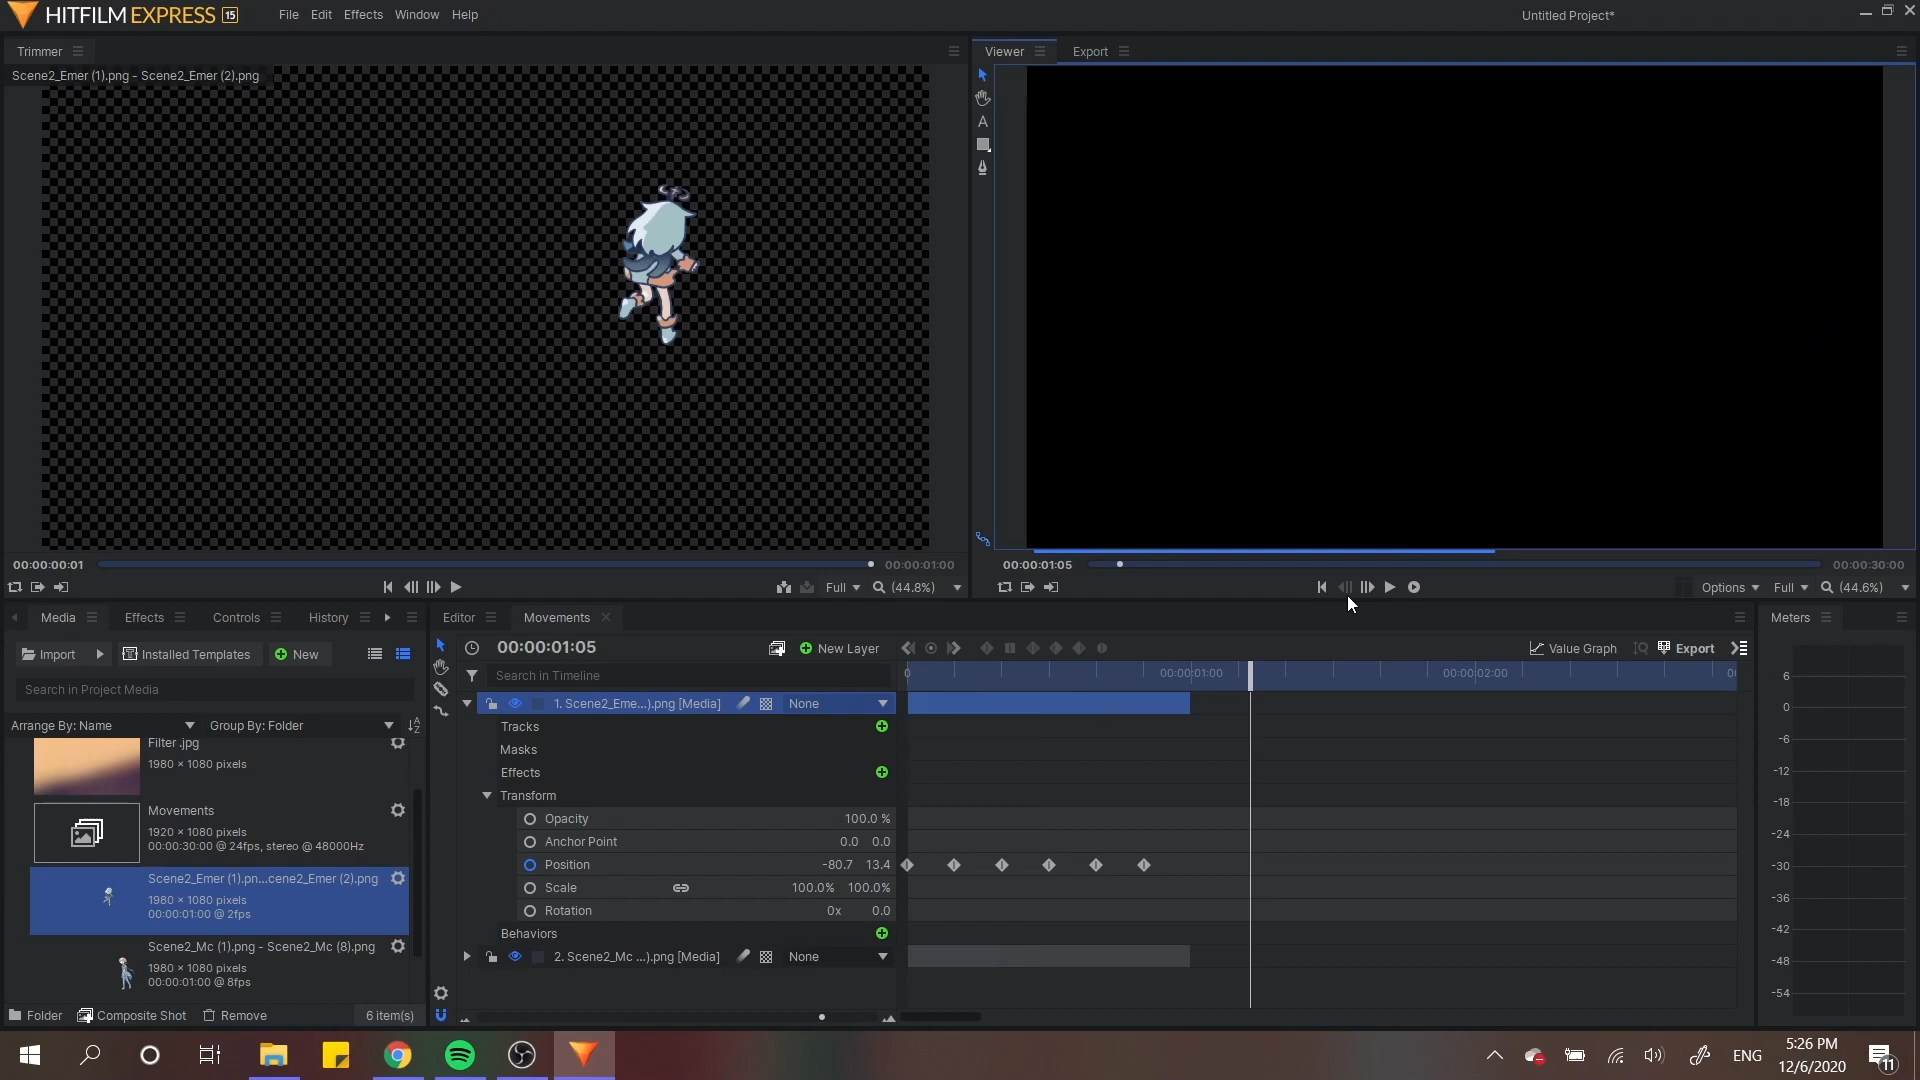 HITFILM EXPRESS 15
File Edit Effects Window Help
Untitled Project*
Trimmer
Viewer
Export
Scene2_Emer (1).png - Scene2_Emer (2).png
A
00:00:00:01
00:00:01:00
00:00:01:05
00:00:30:00
Full
(44.8%)
Options
Full
(44.6%)
Media
Effects
Controls
History
Editor
Movements
Meters
Import
Installed Templates
New
00:00:01:05
New Layer
Value Graph
Export
Search in Project Media
Search in Timeline
0
00:00:01:00
00:00:02:00
Arrange By: Name
Group By: Folder
Filter .jpg
1980 × 1080 pixels
Movements
1920 × 1080 pixels
00:00:30:00 @ 24fps, stereo @ 48000Hz
Scene2_Emer (1).pn...cene2_Emer (2).png
1980 × 1080 pixels
00:00:01:00 @ 2fps
Scene2_Mc (1).png - Scene2_Mc (8).png
1980 × 1080 pixels
00:00:01:00 @ 8fps
Folder
Composite Shot
Remove
6 item(s)
1. Scene2_Eme...).png [Media]
None
Tracks
Masks
Effects
Transform
Opacity
100.0 %
Anchor Point
0.0 0.0
Position
-80.7 13.4
Scale
100.0% 100.0%
Rotation
0x 0.0
Behaviors
2. Scene2_Mc ...).png [Media]
None
6
0
-6
-12
-18
-24
-30
-36
-42
-48
-54
ENG
5:26 PM
12/6/2020
11